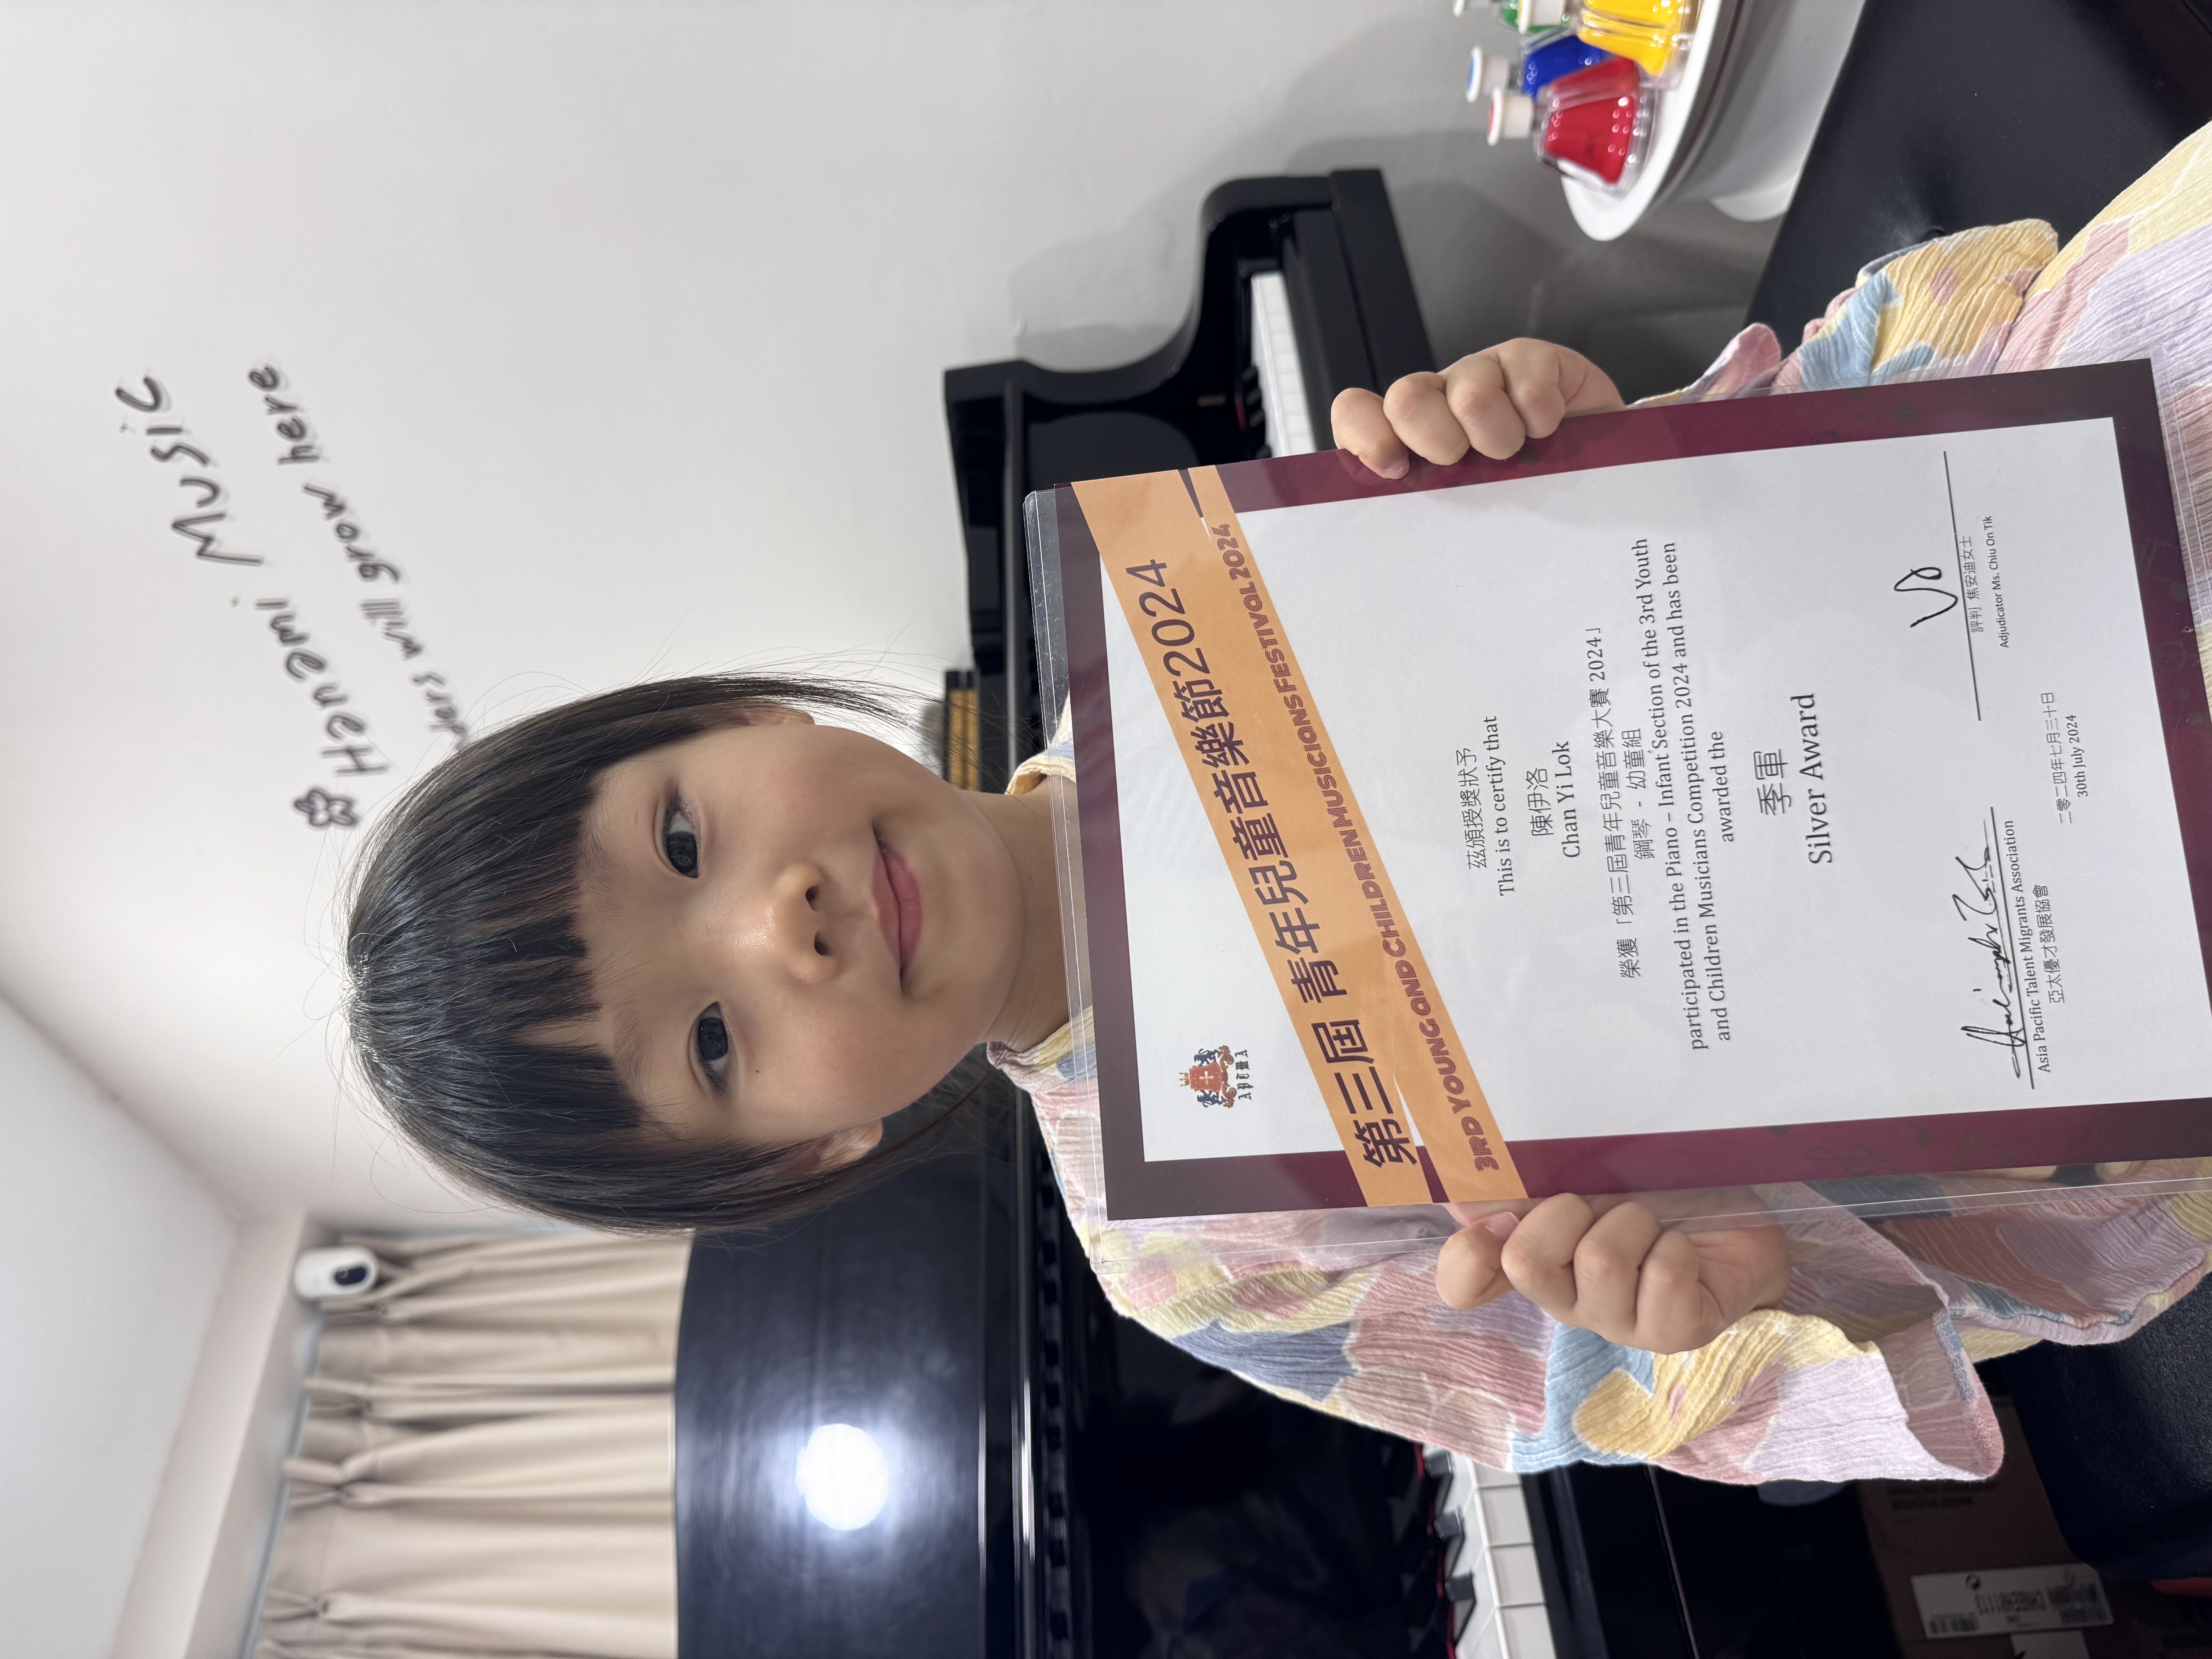 Hanami Music
will grow here
APTMA
第三屆 青年兒童音樂節2024
3RD YOUNG AND CHILDREN MUSICIANS FESTIVAL 2024
茲頒授獎狀予
This is to certify that
陳伊洛
Chan Yi Lok
榮獲「第三屆青年兒童音樂大賽 2024」
鋼琴 - 幼童組
participated in the Piano – Infant Section of the 3rd Youth
and Children Musicians Competition 2024 and has been
awarded the
季軍
Silver Award
Asia Pacific Talent Migrants Association
亞太優才發展協會
評判 焦安迪女士
Adjudicator Ms. Chiu On Tik
二零二四年七月三十日
30th July 2024